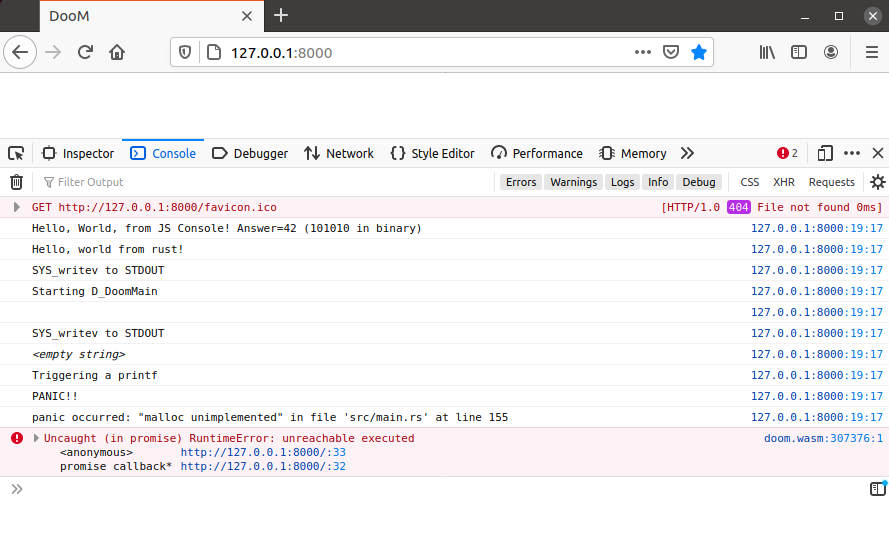 DooM
127.0.0.1:8000
Inspector Console Debugger Network Style Editor Performance Memory 2
Filter Output Errors Warnings Logs Info Debug CSS XHR Requests
GET http://127.0.0.1:8000/favicon.ico [HTTP/1.0 404 File not found 0ms]
Hello, World, from JS Console! Answer=42 (101010 in binary) 127.0.0.1:8000:19:17
Hello, world from rust! 127.0.0.1:8000:19:17
SYS_writev to STDOUT 127.0.0.1:8000:19:17
Starting D_DoomMain 127.0.0.1:8000:19:17
127.0.0.1:8000:19:17
SYS_writev to STDOUT 127.0.0.1:8000:19:17
<empty string> 127.0.0.1:8000:19:17
Triggering a printf 127.0.0.1:8000:19:17
PANIC!! 127.0.0.1:8000:19:17
panic occurred: "malloc unimplemented" in file 'src/main.rs' at line 155 127.0.0.1:8000:19:17
Uncaught (in promise) RuntimeError: unreachable executed doom.wasm:307376:1
<anonymous> http://127.0.0.1:8000/:33
promise callback* http://127.0.0.1:8000/:32